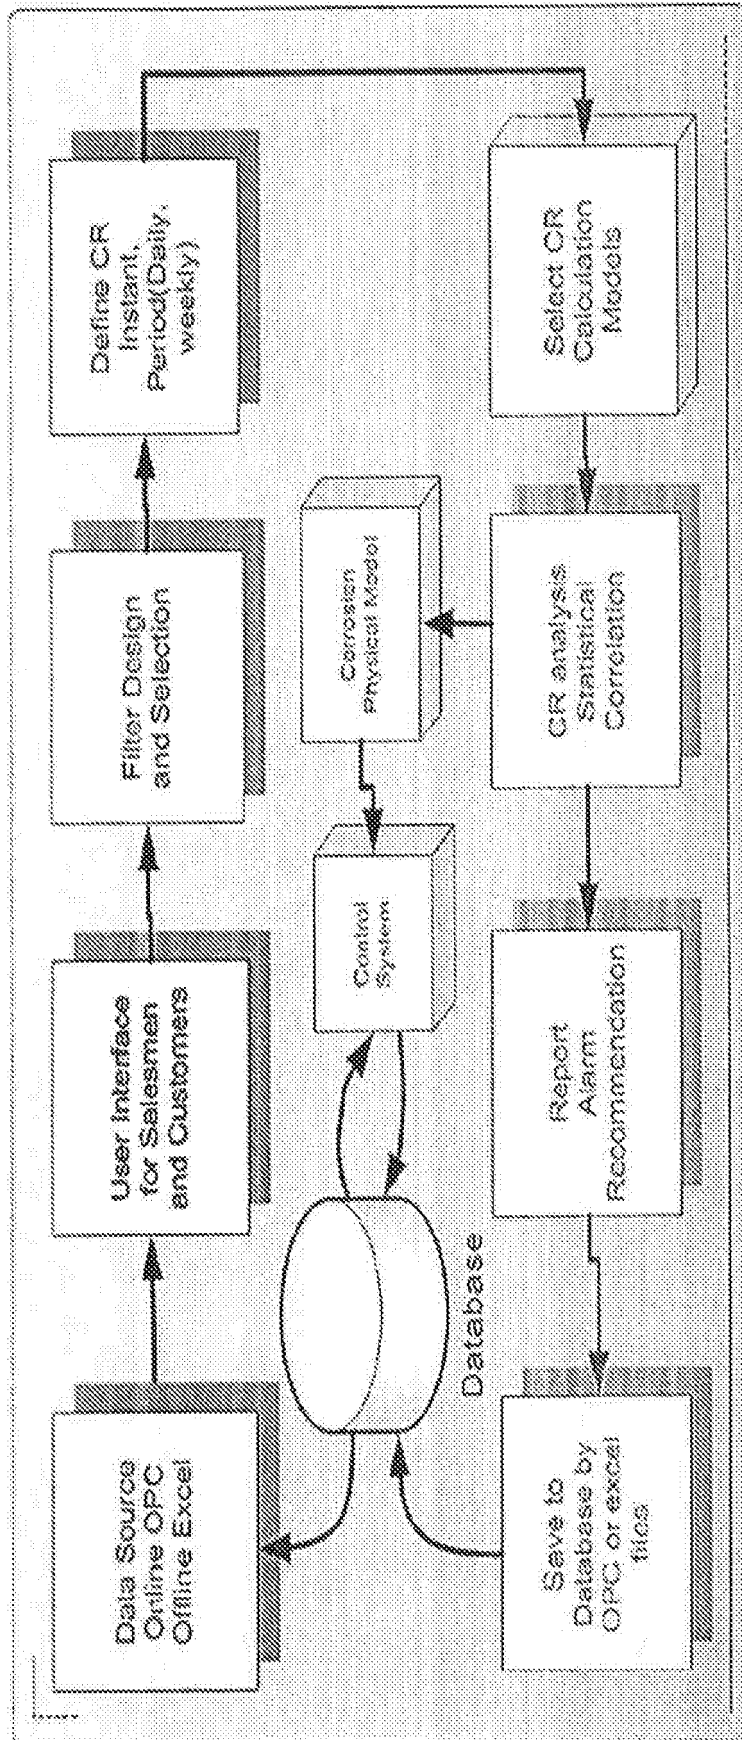 Data Source
Online OPC
Offline Excel
User Interface
for Salesmen
and Customers
Filter Design
and Selection
Define CR
Instant,
Period(Daily,
weekly)
Select CR
Calculation
Models
CR analysis
Statistical
Correlation
Corrosion
Physical Model
Control
System
Report
Alarm
Recommendation
Save to
Database by
OPC or excel
files
Database